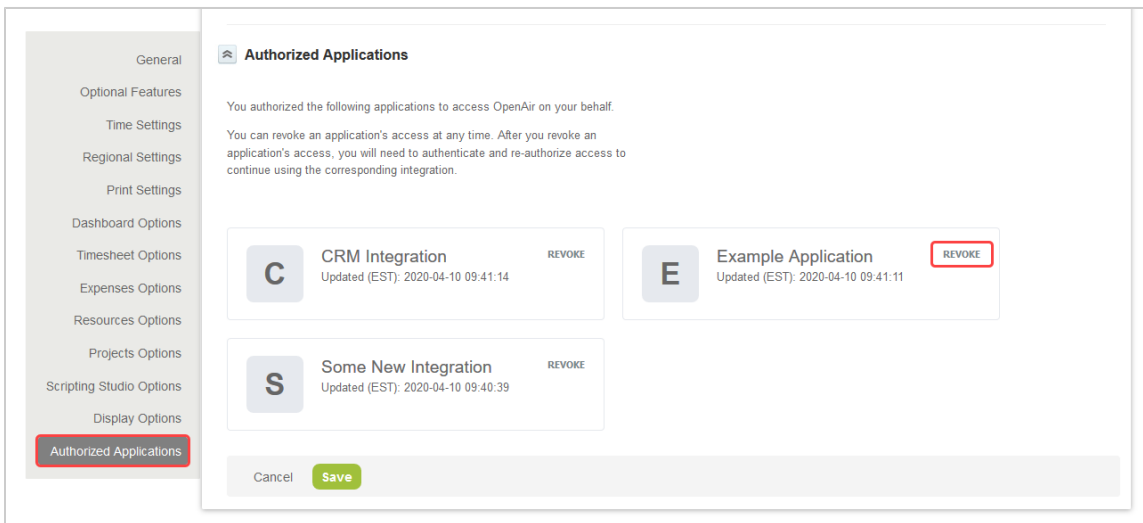 General
Optional Features
Time Settings
Regional Settings
Print Settings
Dashboard Options
Timesheet Options
Expenses Options
Resources Options
Projects Options
Scripting Studio Options
Display Options
Authorized Applications
Authorized Applications
You authorized the following applications to access OpenAir on your behalf.
You can revoke an application's access at any time. After you revoke an
application's access, you will need to authenticate and re-authorize access to
continue using the corresponding integration.
C
CRM Integration
REVOKE
Updated (EST): 2020-04-10 09:41:14
E
Example Application
REVOKE
Updated (EST): 2020-04-10 09:41:11
S
Some New Integration
REVOKE
Updated (EST): 2020-04-10 09:40:39
Cancel
Save